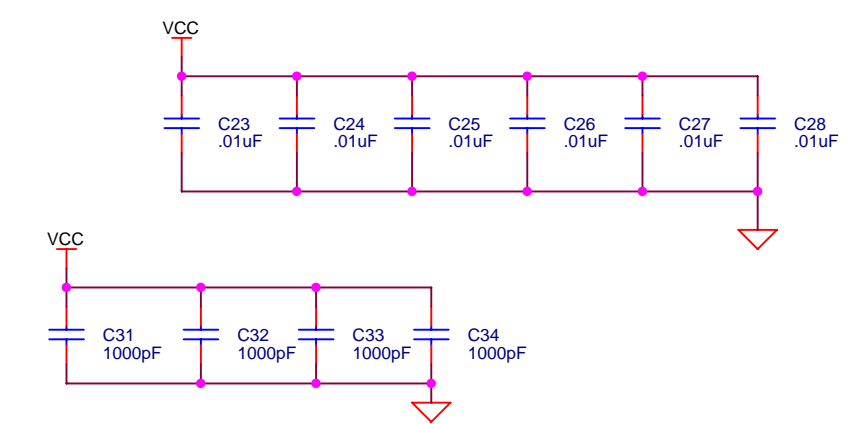 VCC
C23 C24 C25 C26 C27 C28
.01uF .01uF .01uF .01uF .01uF .01uF
VCC
C31 C32 C33 C34
1000pF 1000pF 1000pF 1000pF